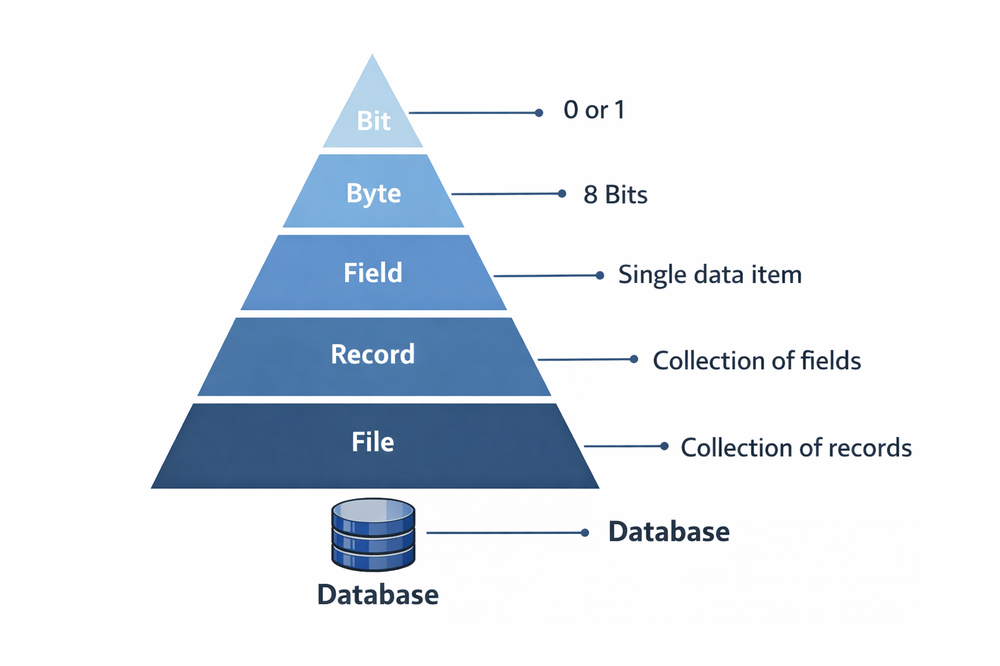 Bit
0 or 1
Byte
8 Bits
Field
Single data item
Record
Collection of fields
File
Collection of records
Database
Database